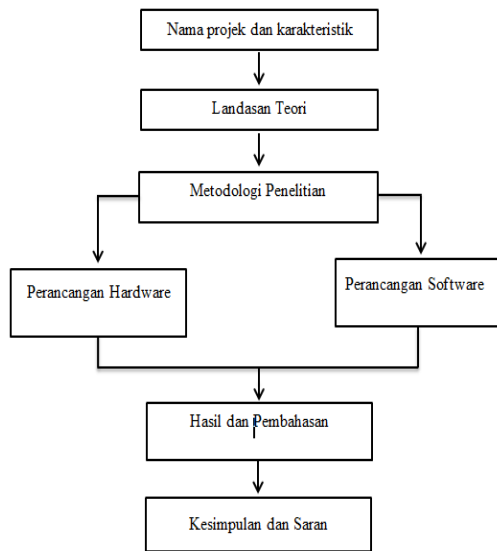 Nama projek dan karakteristik
Landasan Teori
Metodologi Penelitian
Perancangan Hardware
Perancangan Software
Hasil dan Pembahasan
Kesimpulan dan Saran